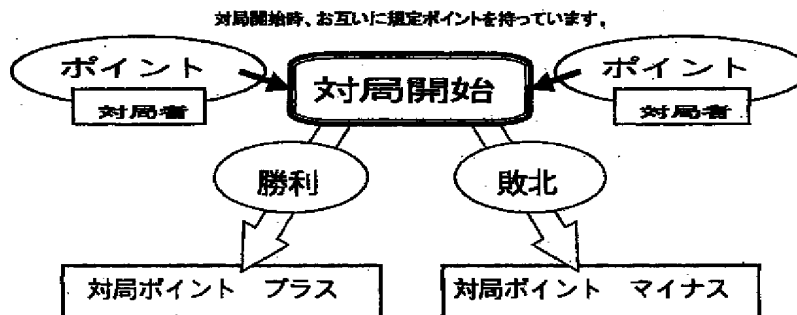 対局開始時、お互いに規定ポイントを持っています。
ポイント 対局開始 ポイント
対局者 対局者
勝利 敗北
対局ポイント プラス 対局ポイント マイナス